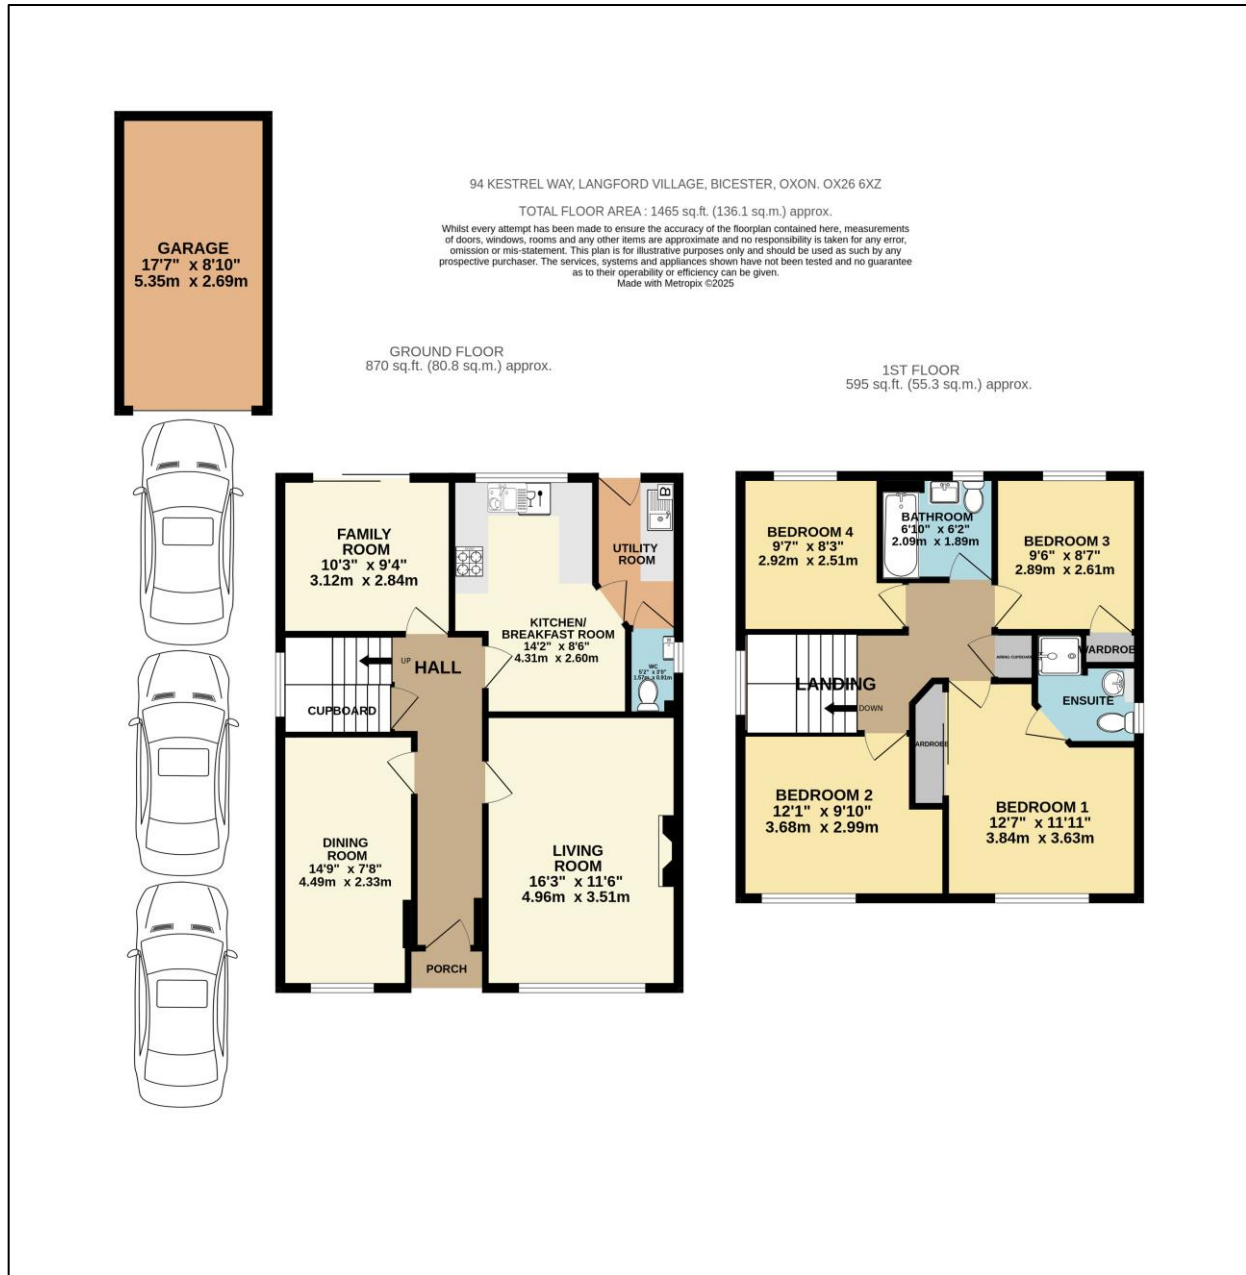 94 KESTREL WAY, LANGFORD VILLAGE, BICESTER, OXON. OX26 6XZ
TOTAL FLOOR AREA : 1465 sq.ft. (136.1 sq.m.) approx.
Whilst every attempt has been made to ensure the accuracy of the floorplan contained here, measurements
of doors, windows, rooms and any other items are approximate and no responsibility is taken for any error,
omission or mis-statement. This plan is for illustrative purposes only and should be used as such by any
prospective purchaser. The services, systems and appliances shown have not been tested and no guarantee
as to their operability or efficiency can be given.
Made with Metropix ©2025
GARAGE
17'7" x 8'10"
5.35m x 2.69m
GROUND FLOOR
870 sq.ft. (80.8 sq.m.) approx.
FAMILY
ROOM
10'3" x 9'4"
3.12m x 2.84m
B
UTILITY
ROOM
KITCHEN/
BREAKFAST ROOM
14'2" x 8'6"
4.31m x 2.60m
UP
HALL
WC
CUPBOARD
DINING
ROOM
14'9" x 7'8"
4.49m x 2.33m
LIVING
ROOM
16'3" x 11'6"
4.96m x 3.51m
PORCH
1ST FLOOR
595 sq.ft. (55.3 sq.m.) approx.
BEDROOM 4
9'7" x 8'3"
2.92m x 2.51m
BATHROOM
6'10" x 6'2"
2.09m x 1.89m
BEDROOM 3
9'6" x 8'7"
2.89m x 2.61m
AIRING CUPBOARD
WARDROBE
LANDING
DOWN
ENSUITE
BEDROOM 2
12'1" x 9'10"
3.68m x 2.99m
BEDROOM 1
12'7" x 11'11"
3.84m x 3.63m